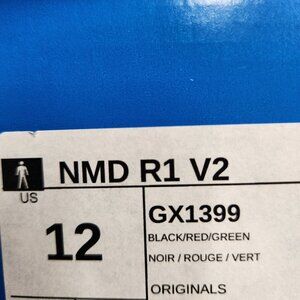 NMD R1 V2
US
12
GX1399
BLACK/RED/GREEN
NOIR / ROUGE / VERT
ORIGINALS